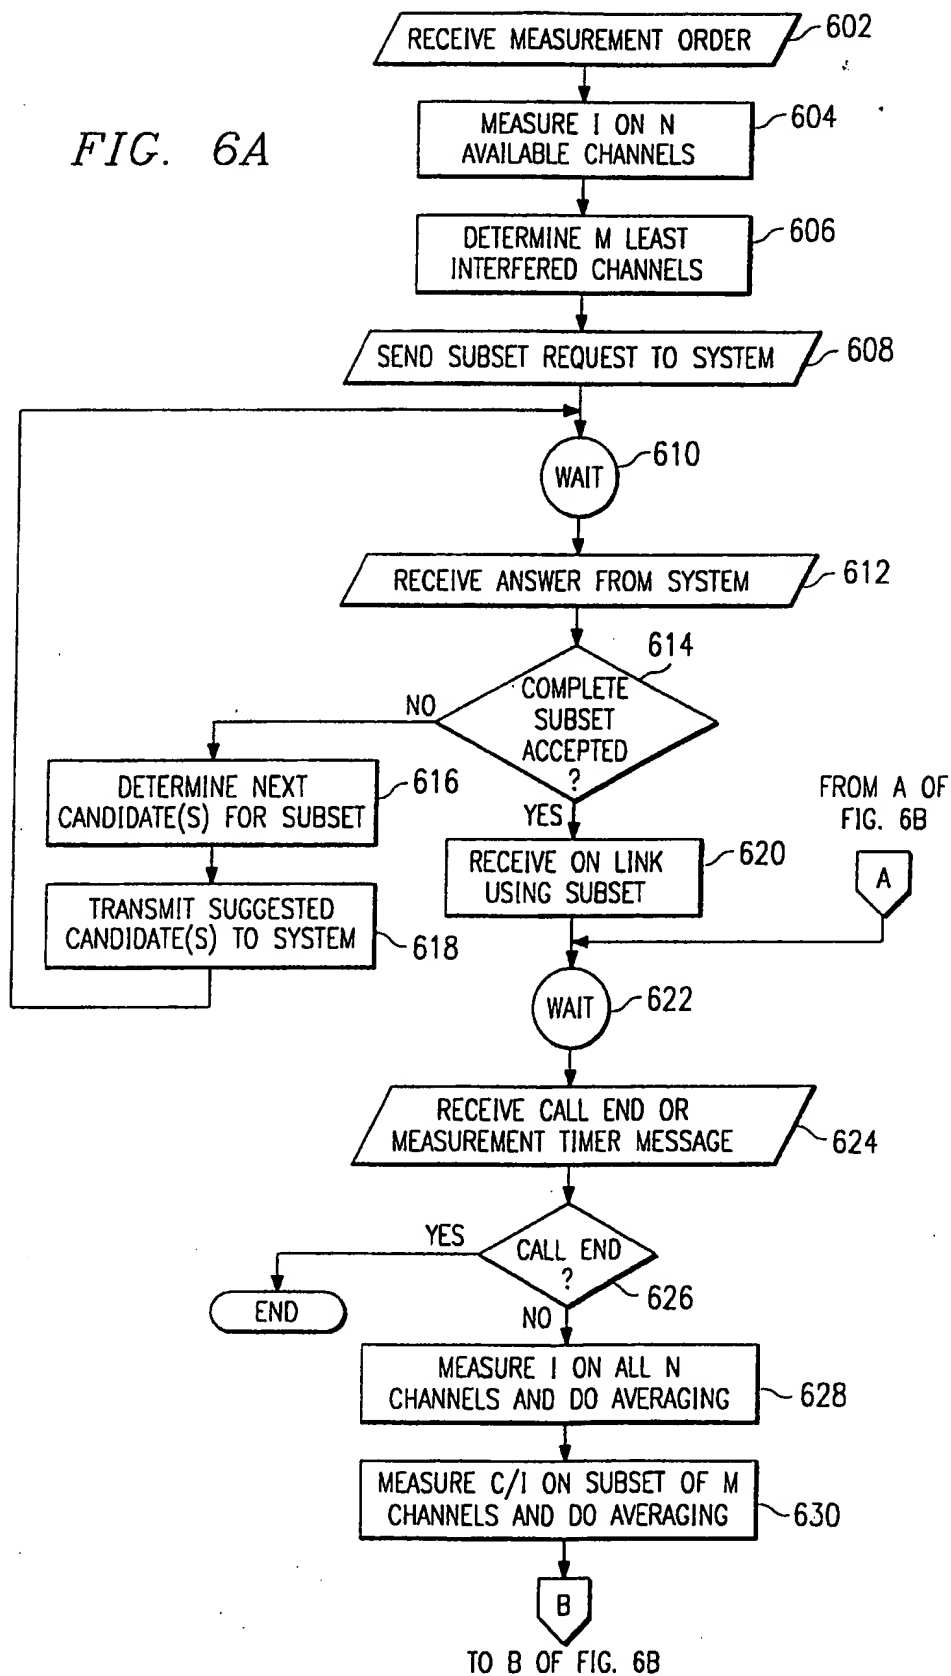 RECEIVE MEASUREMENT ORDER
602
FIG. 6A
MEASURE I ON N
AVAILABLE CHANNELS
604
DETERMINE M LEAST
INTERFERED CHANNELS
606
SEND SUBSET REQUEST TO SYSTEM
608
WAIT
610
RECEIVE ANSWER FROM SYSTEM
612
614
COMPLETE
SUBSET
ACCEPTED
?
NO
YES
DETERMINE NEXT
CANDIDATE(S) FOR SUBSET
616
TRANSMIT SUGGESTED
CANDIDATE(S) TO SYSTEM
618
RECEIVE ON LINK
USING SUBSET
620
FROM A OF
FIG. 6B
A
WAIT
622
RECEIVE CALL END OR
MEASUREMENT TIMER MESSAGE
624
CALL END
?
626
YES
END
NO
MEASURE I ON ALL N
CHANNELS AND DO AVERAGING
628
MEASURE C/I ON SUBSET OF M
CHANNELS AND DO AVERAGING
630
B
TO B OF FIG. 6B